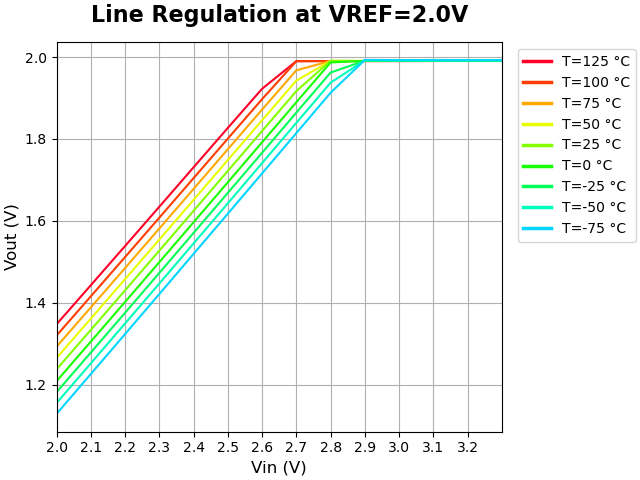 Line Regulation at VREF=2.0V
2.0
1.8
1.6
1.4
1.2
Vout (V)
2.0 2.1 2.2 2.3 2.4 2.5 2.6 2.7 2.8 2.9 3.0 3.1 3.2
Vin (V)
T=125 °C
T=100 °C
T=75 °C
T=50 °C
T=25 °C
T=0 °C
T=-25 °C
T=-50 °C
T=-75 °C